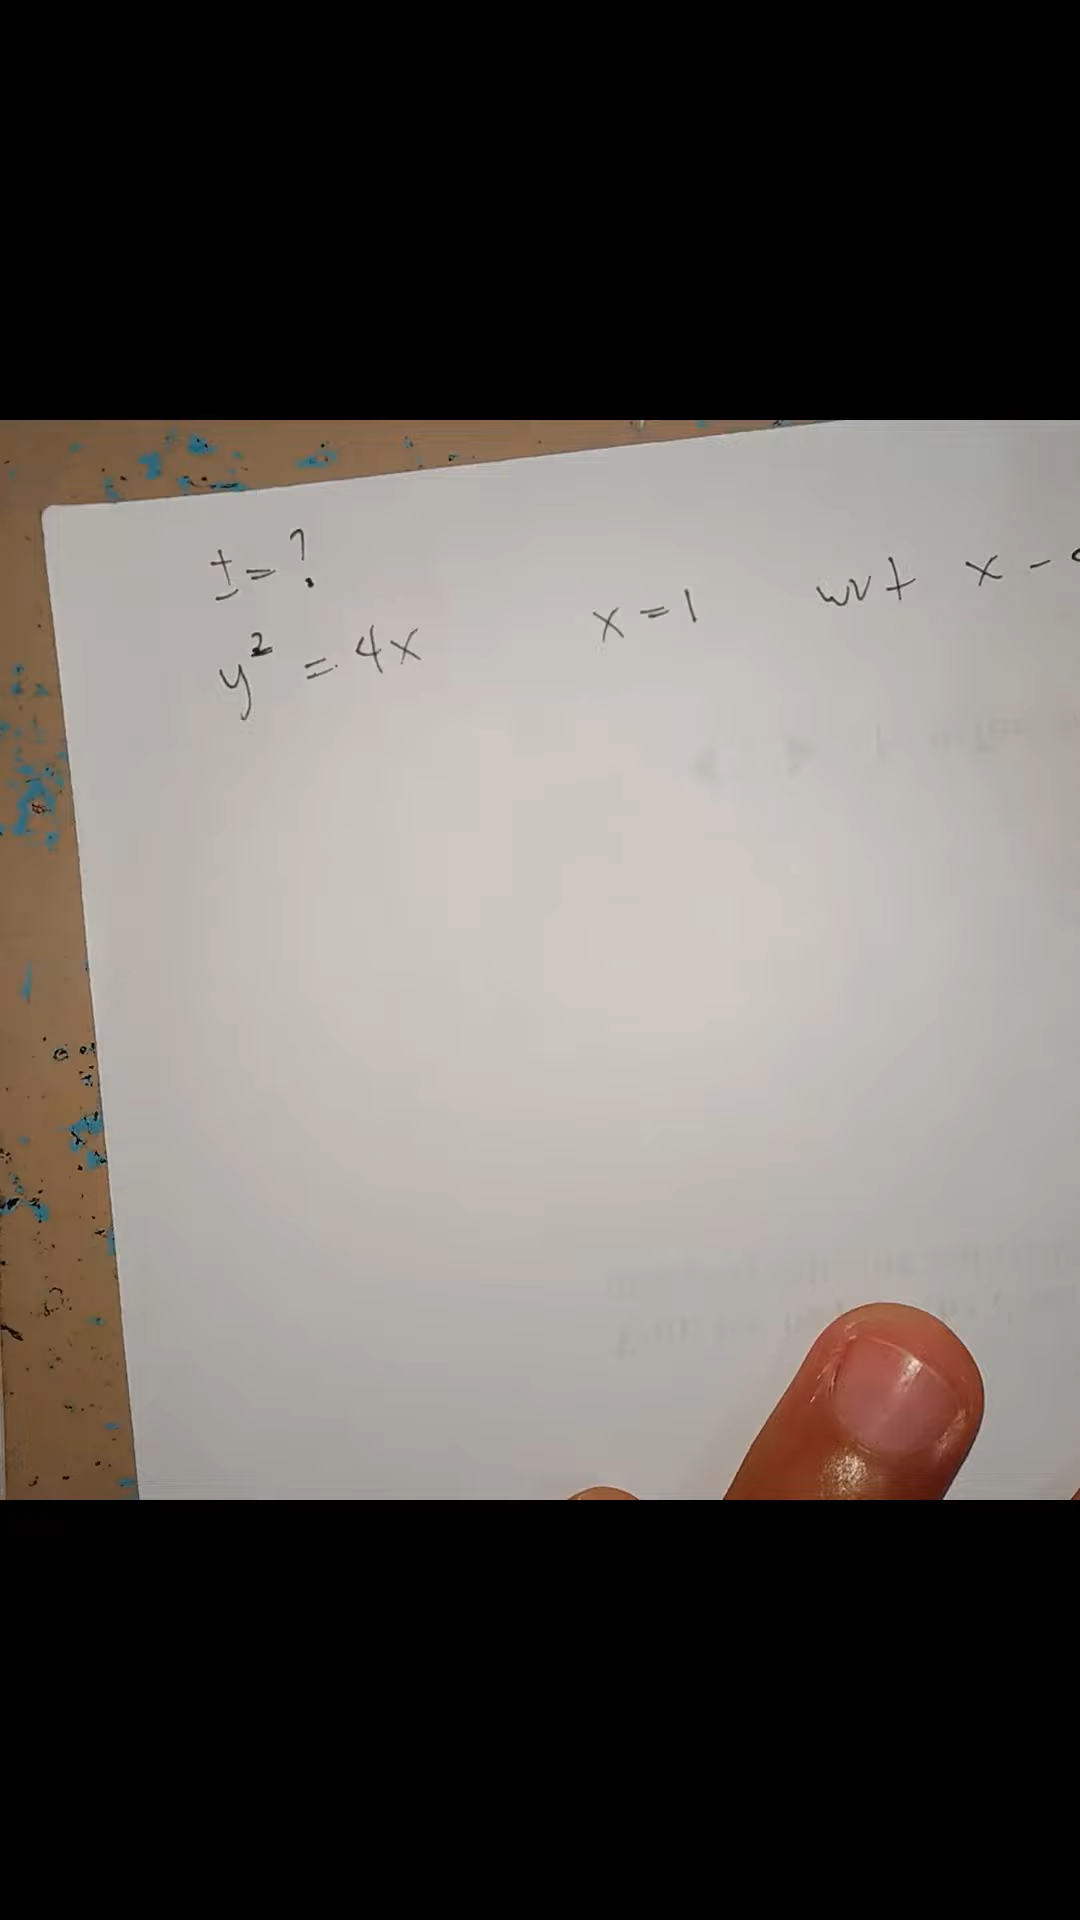 I = ?
y² = 4x x = 1 wrt x -